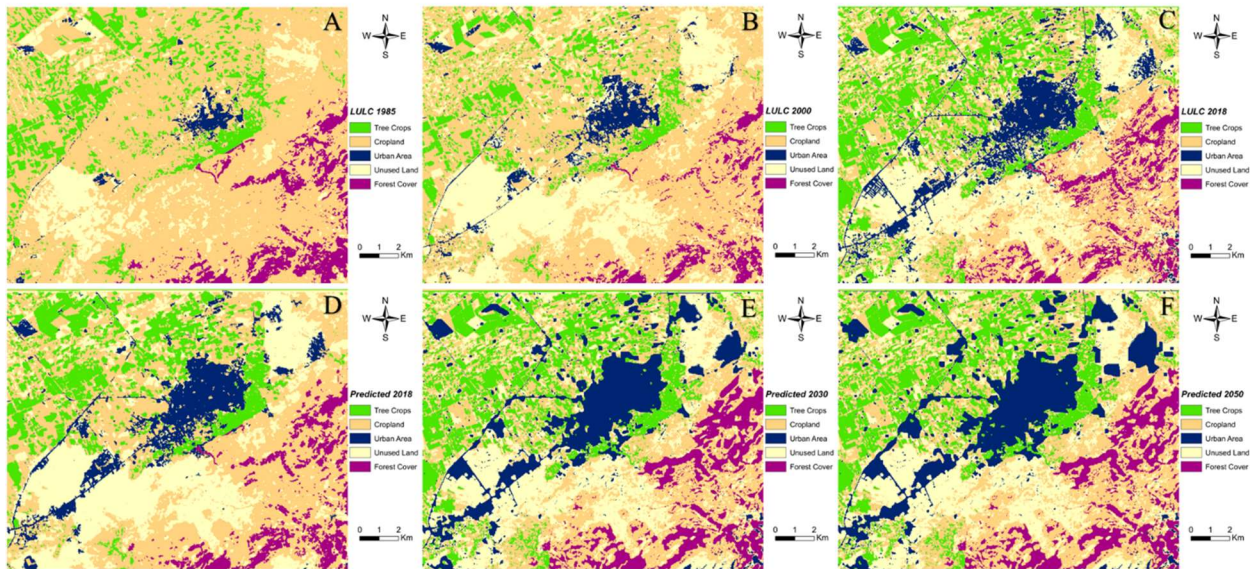 A
N
W E
S
LULC 1985
Tree Crops
Cropland
Urban Area
Unused Land
Forest Cover
0 1 2
Km
B
N
W E
S
LULC 2000
Tree Crops
Cropland
Urban Area
Unused Land
Forest Cover
0 1 2
Km
C
N
W E
S
LULC 2018
Tree Crops
Cropland
Urban Area
Unused Land
Forest Cover
0 1 2
Km
D
N
W E
S
Predicted 2018
Tree Crops
Cropland
Urban Area
Unused Land
Forest Cover
0 1 2
Km
E
N
W E
S
Predicted 2030
Tree Crops
Cropland
Urban Area
Unused Land
Forest Cover
0 1 2
Km
F
N
W E
S
Predicted 2050
Tree Crops
Cropland
Urban Area
Unused Land
Forest Cover
0 1 2
Km